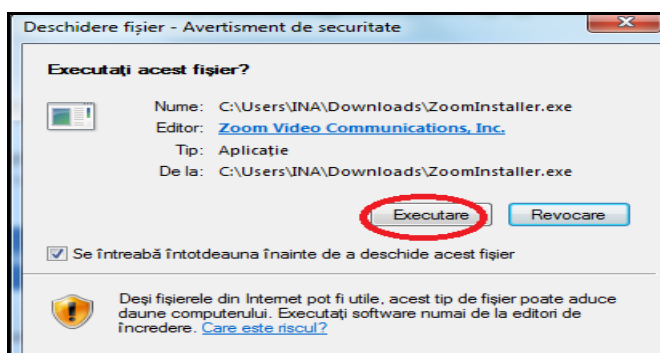 Deschidere fișier - Avertisment de securitate
Executați acest fișier?
Nume: C:\Users\INA\Downloads\ZoomInstaller.exe
Editor: Zoom Video Communications, Inc.
Tip: Aplicație
De la: C:\Users\INA\Downloads\ZoomInstaller.exe
Executare Revocare
Se întreabă întotdeauna înainte de a deschide acest fișier
Deși fișierele din Internet pot fi utile, acest tip de fișier poate aduce
daune computerului. Executați software numai de la editori de
încredere. Care este riscul?